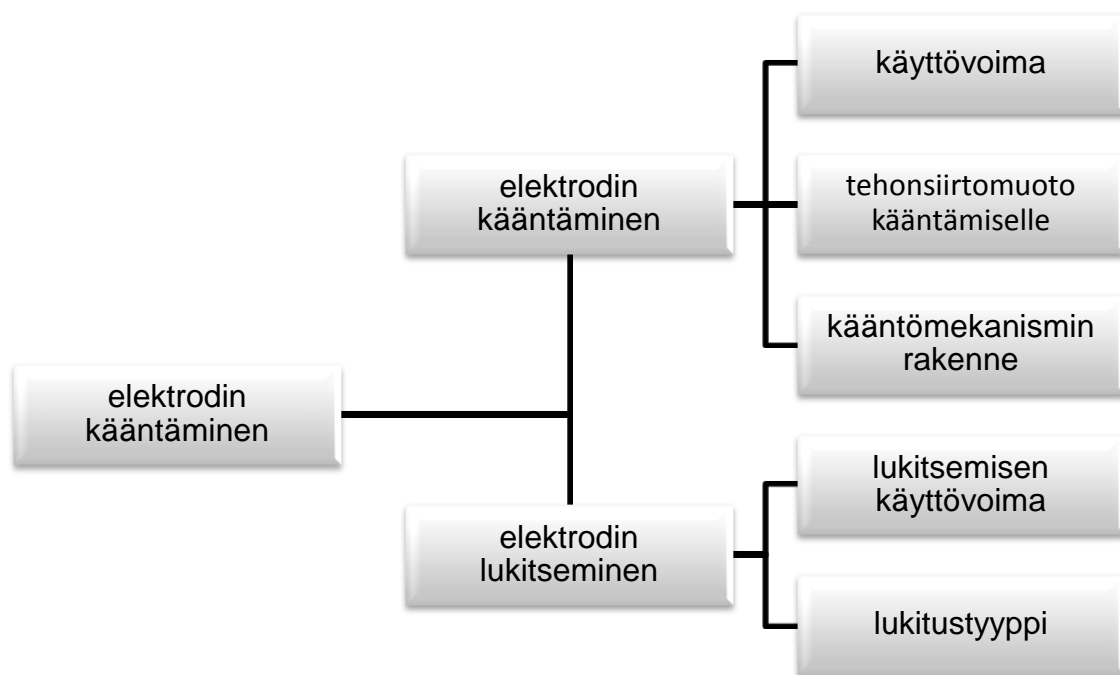 elektrodin
kääntäminen
elektrodin
kääntäminen
käyttövoima
tehonsiirtomuoto
kääntämiselle
kääntömekanismin
rakenne
elektrodin
lukitseminen
lukitsemisen
käyttövoima
lukitustyyppi